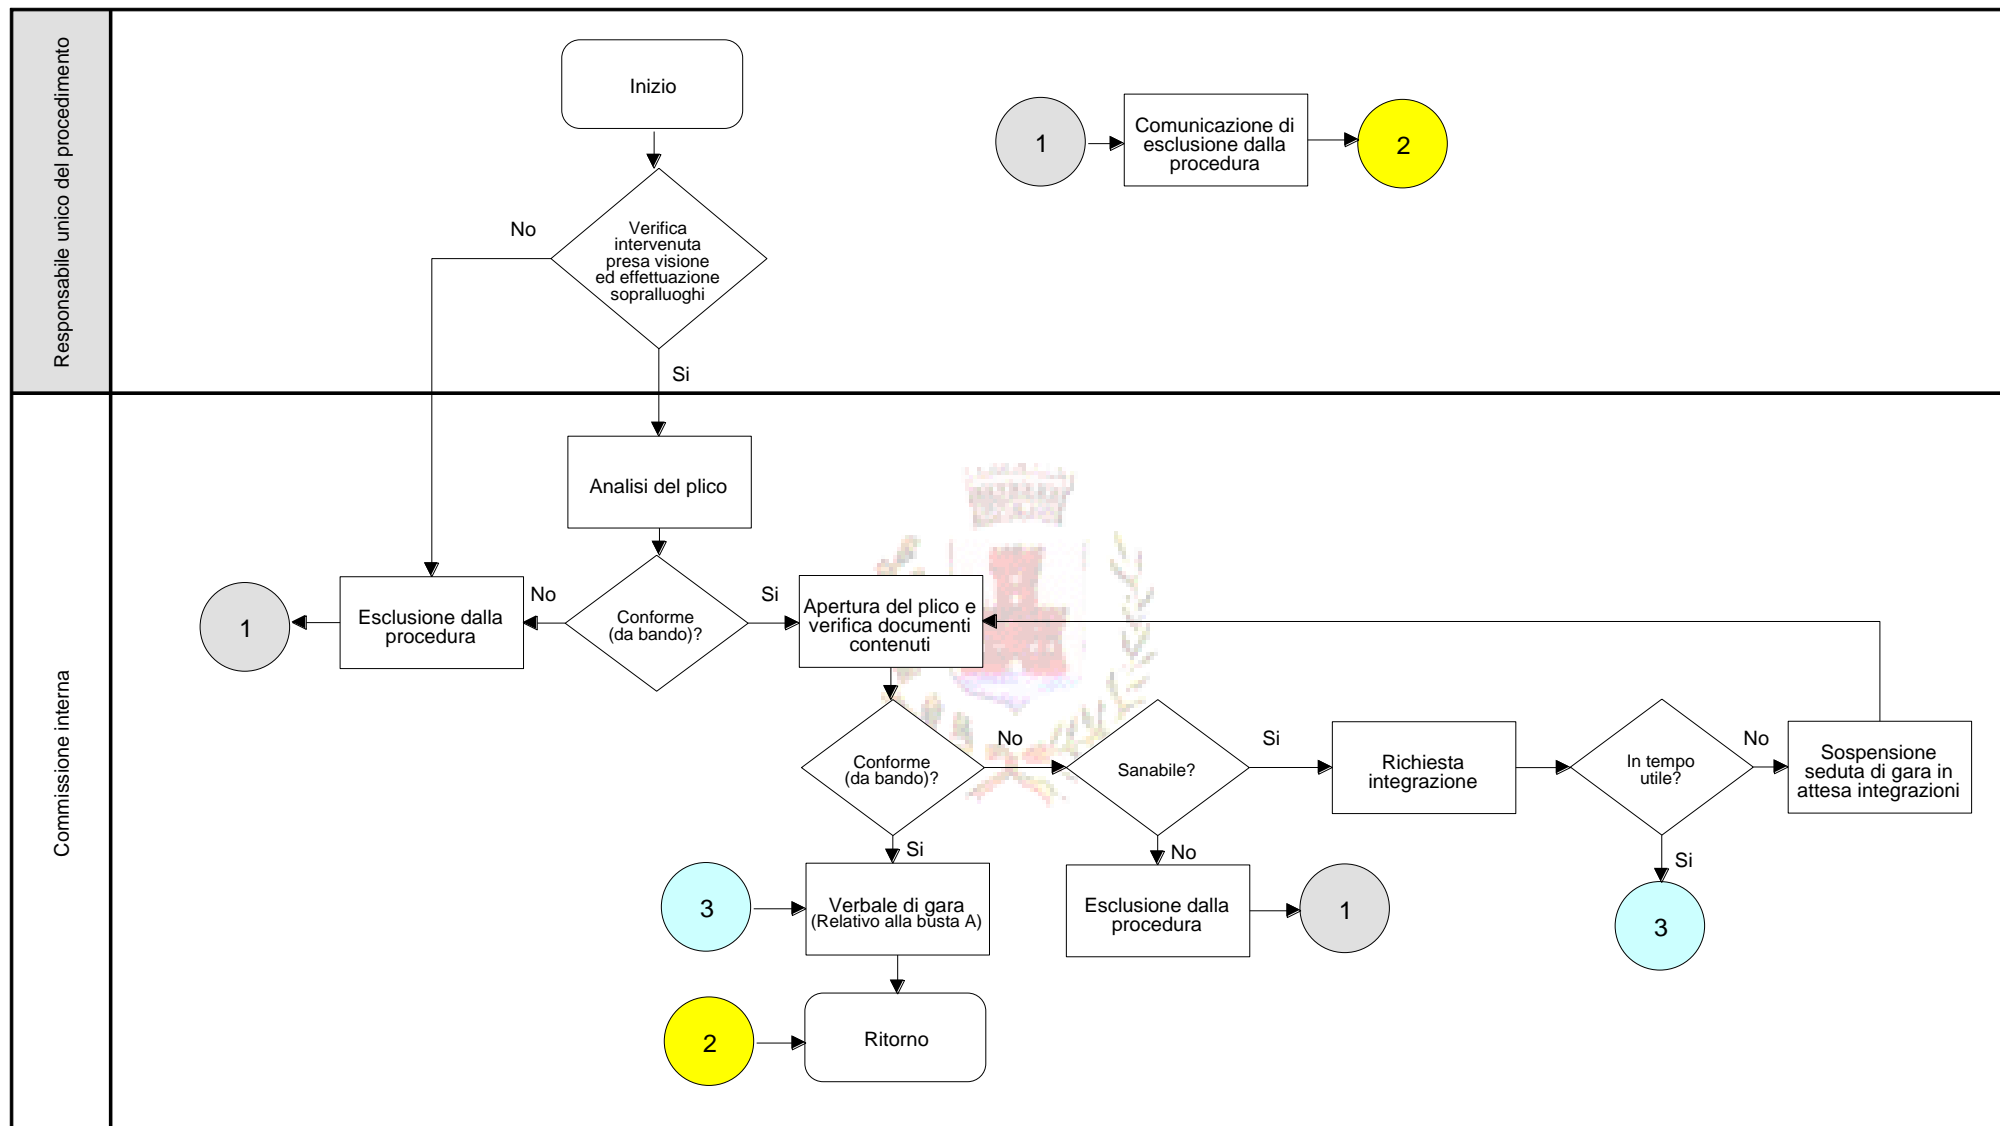 Responsabile unico del procedimento
Inizio
1
Comunicazione di
esclusione dalla
procedura
2
No
Verifica
intervenuta
presa visione
ed effettuazione
sopralluoghi
Si
Commissione interna
Analisi del plico
1
Esclusione dalla
procedura
No
Conforme
(da bando)?
Si
Apertura del plico e
verifica documenti
contenuti
Conforme
(da bando)?
No
Sanabile?
Si
Richiesta
integrazione
In tempo
utile?
No
Sospensione
seduta di gara in
attesa integrazioni
Si
No
Si
3
Verbale di gara
(Relativo alla busta A)
Esclusione dalla
procedura
1
3
2
Ritorno